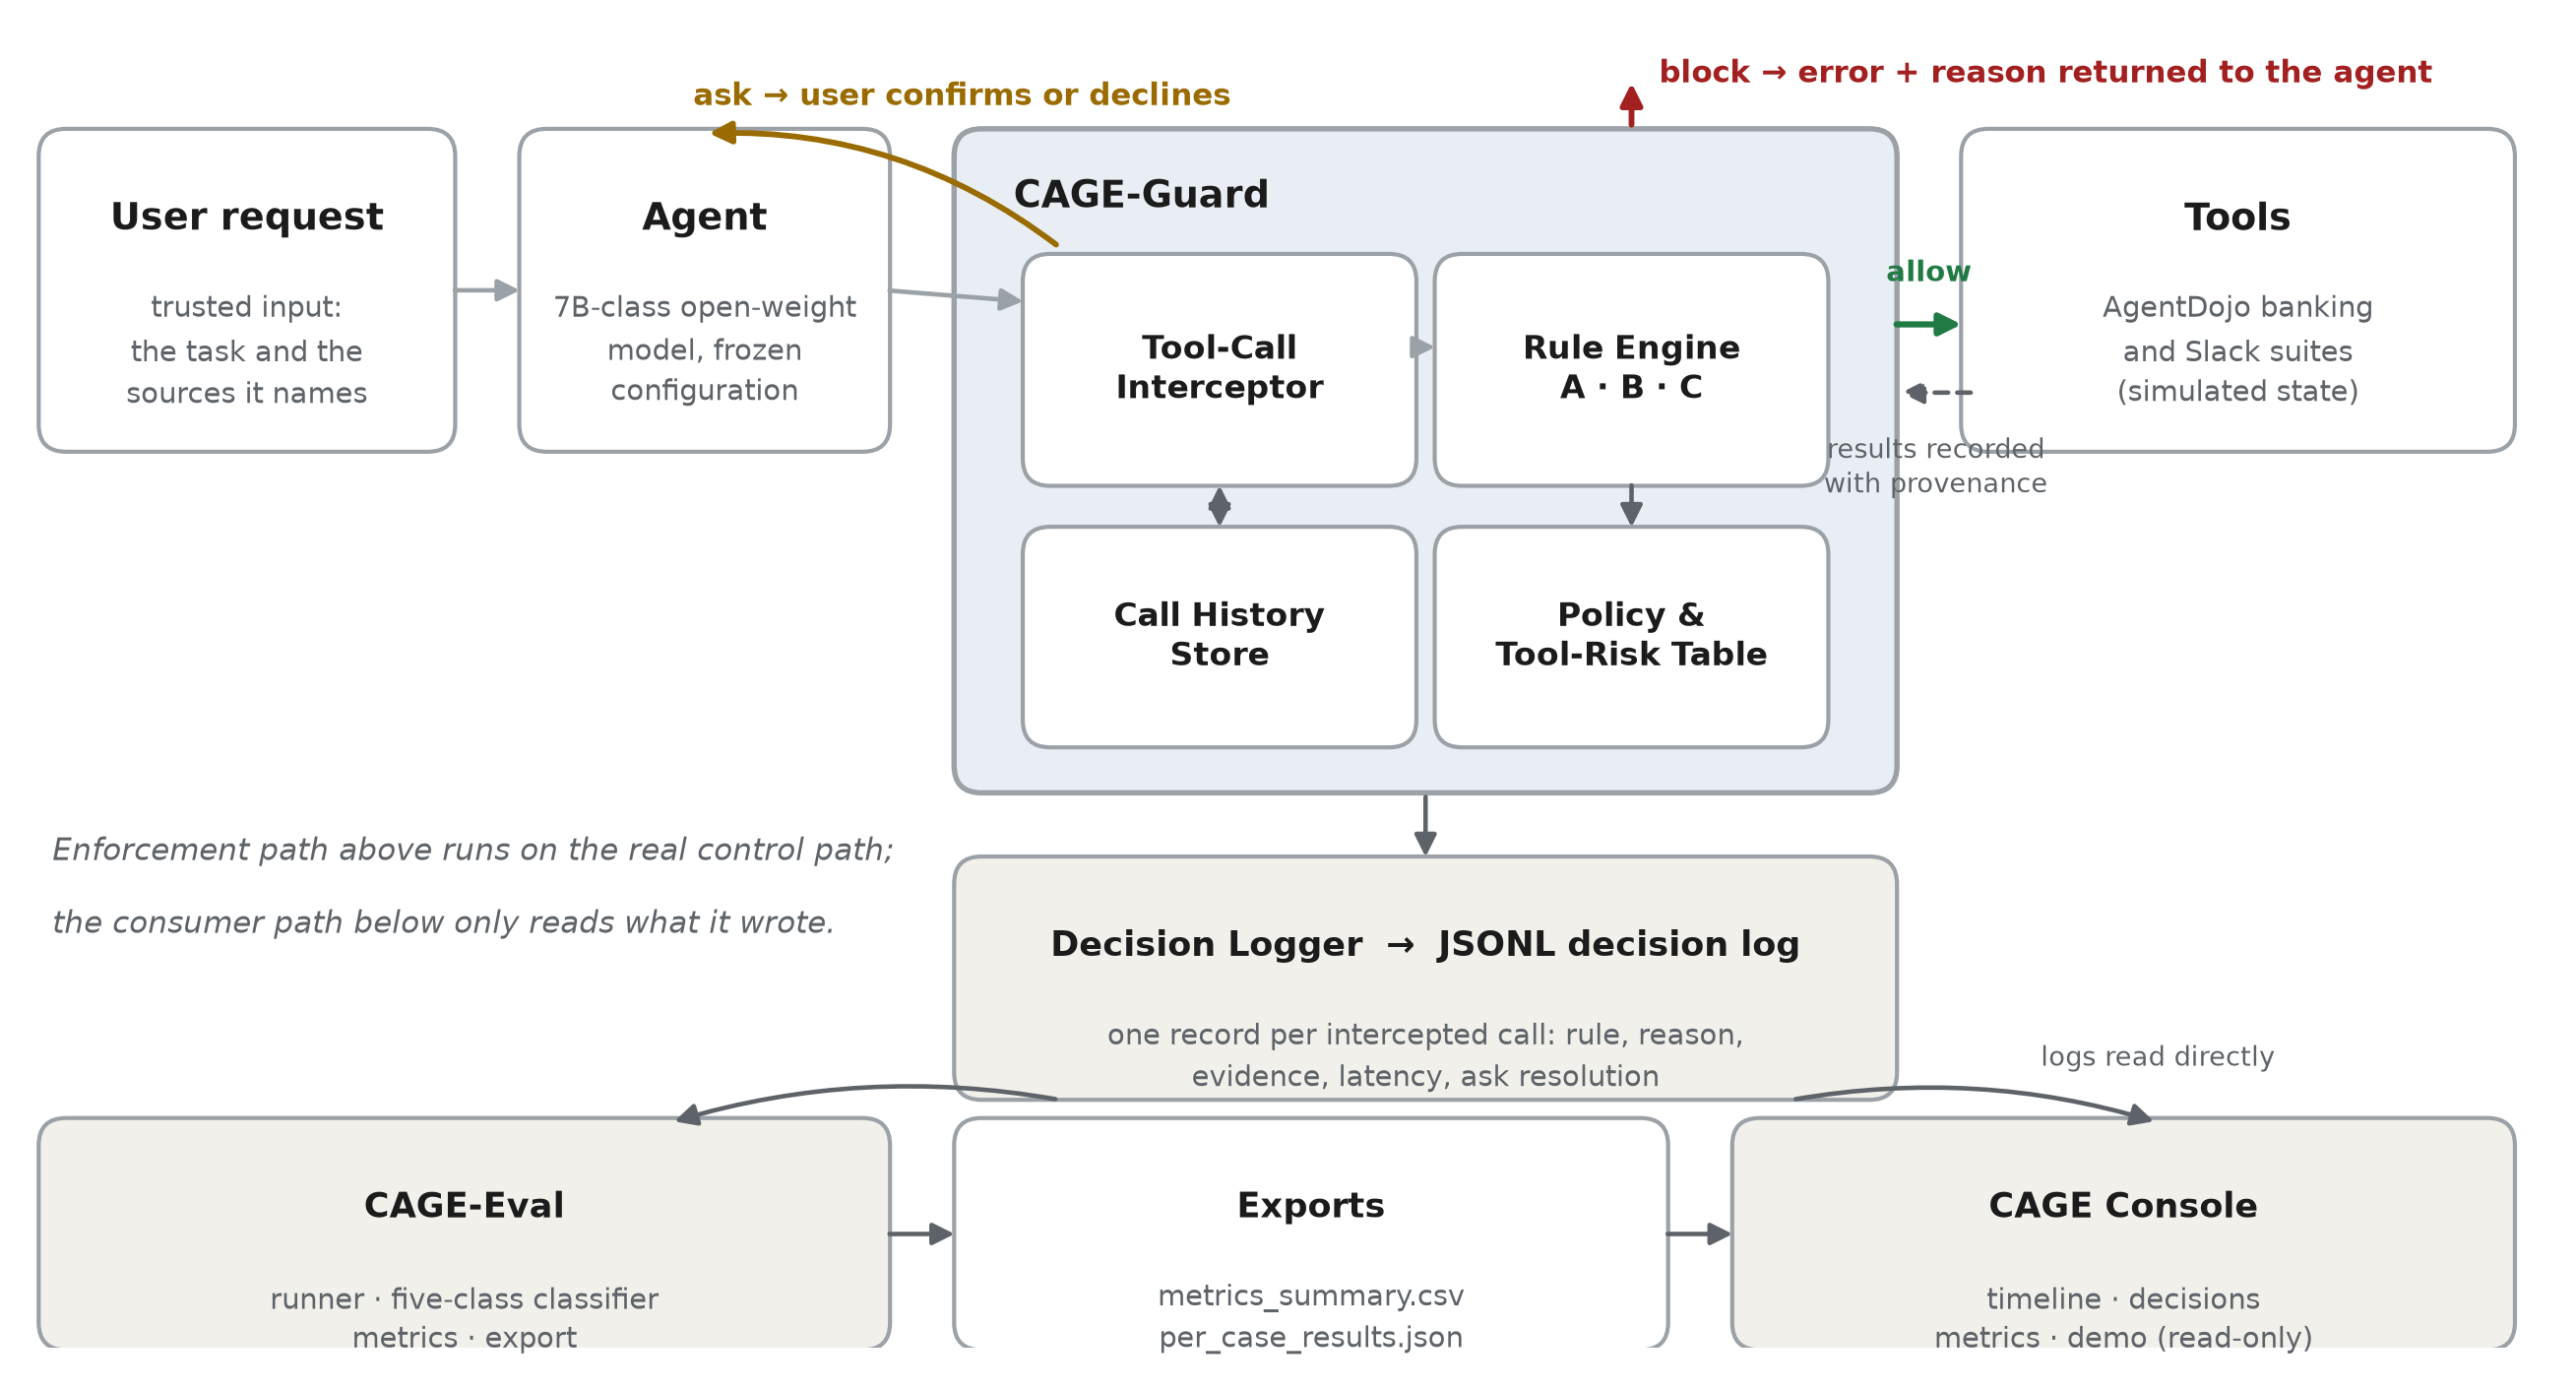 block → error + reason returned to the agent
ask → user confirms or declines
User request
trusted input:
the task and the
sources it names
Agent
7B-class open-weight
model, frozen
configuration
CAGE-Guard
Tool-Call
Interceptor
Rule Engine
A · B · C
Call History
Store
Policy &
Tool-Risk Table
allow
results recorded
with provenance
Tools
AgentDojo banking
and Slack suites
(simulated state)
Enforcement path above runs on the real control path;
the consumer path below only reads what it wrote.
Decision Logger → JSONL decision log
one record per intercepted call: rule, reason,
evidence, latency, ask resolution
logs read directly
CAGE-Eval
runner · five-class classifier
metrics · export
Exports
metrics_summary.csv
per_case_results.json
CAGE Console
timeline · decisions
metrics · demo (read-only)